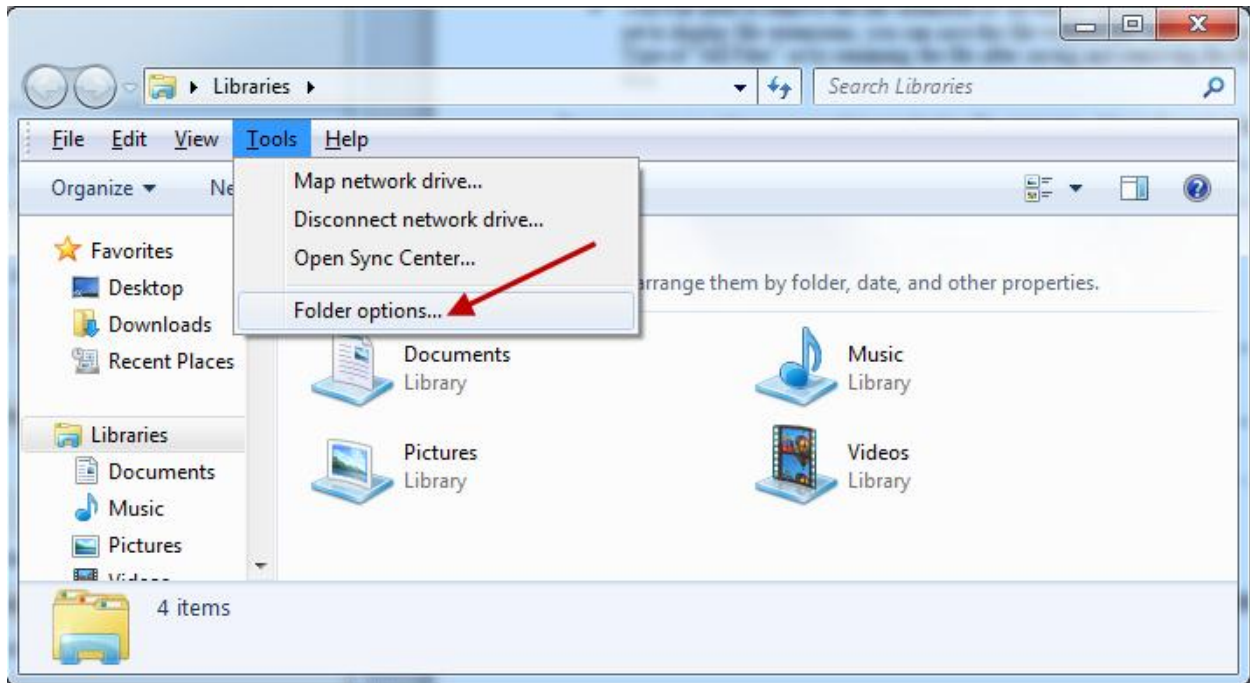 Libraries
Search Libraries
File Edit View Tools Help
Organize
Map network drive...
Disconnect network drive...
Open Sync Center...
Folder options...
arrange them by folder, date, and other properties.
Favorites
Desktop
Downloads
Recent Places
Libraries
Documents
Music
Pictures
Documents
Library
Music
Library
Pictures
Library
Videos
Library
4 items